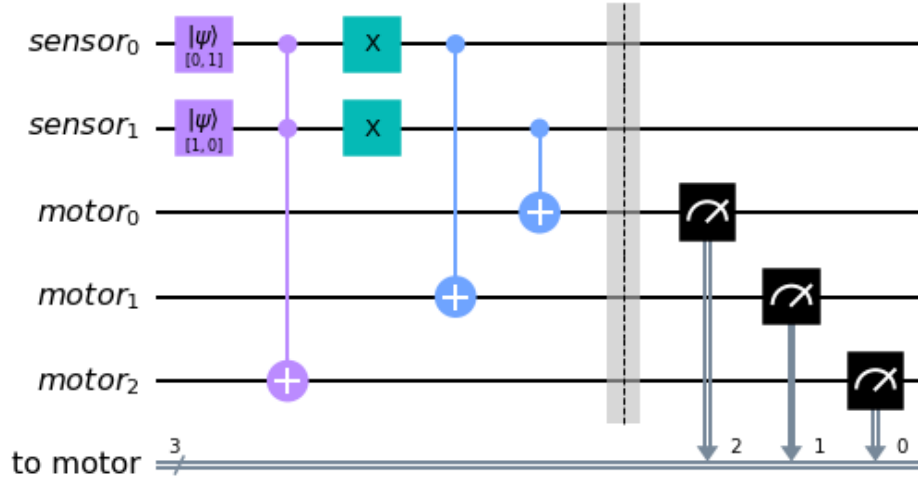 sensor₀ |ψ⟩ [0, 1] X
sensor₁ |ψ⟩ [1, 0] X
motor₀
motor₁
motor₂
to motor 3 2 1 0